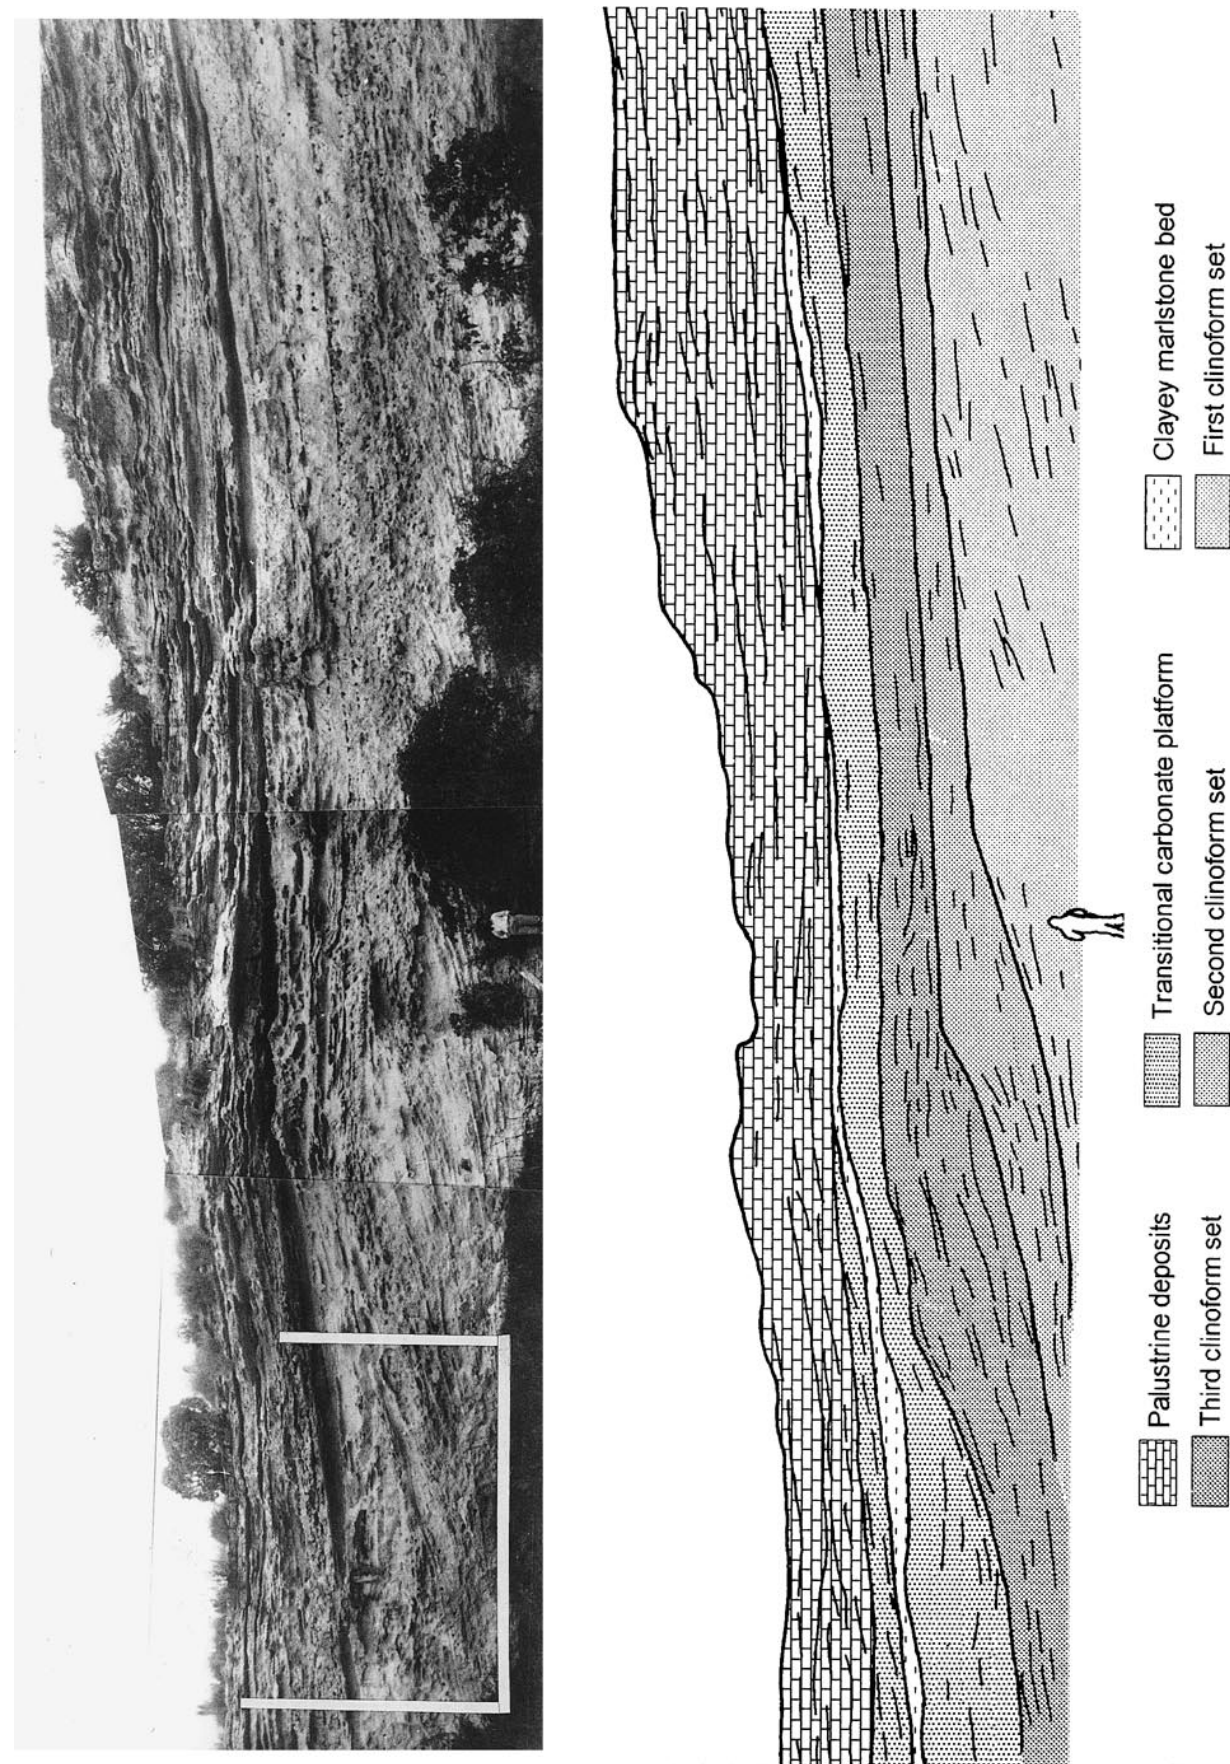 Palustrine deposits
Transitional carbonate platform
Clayey marlstone bed
Third clinoform set
Second clinoform set
First clinoform set